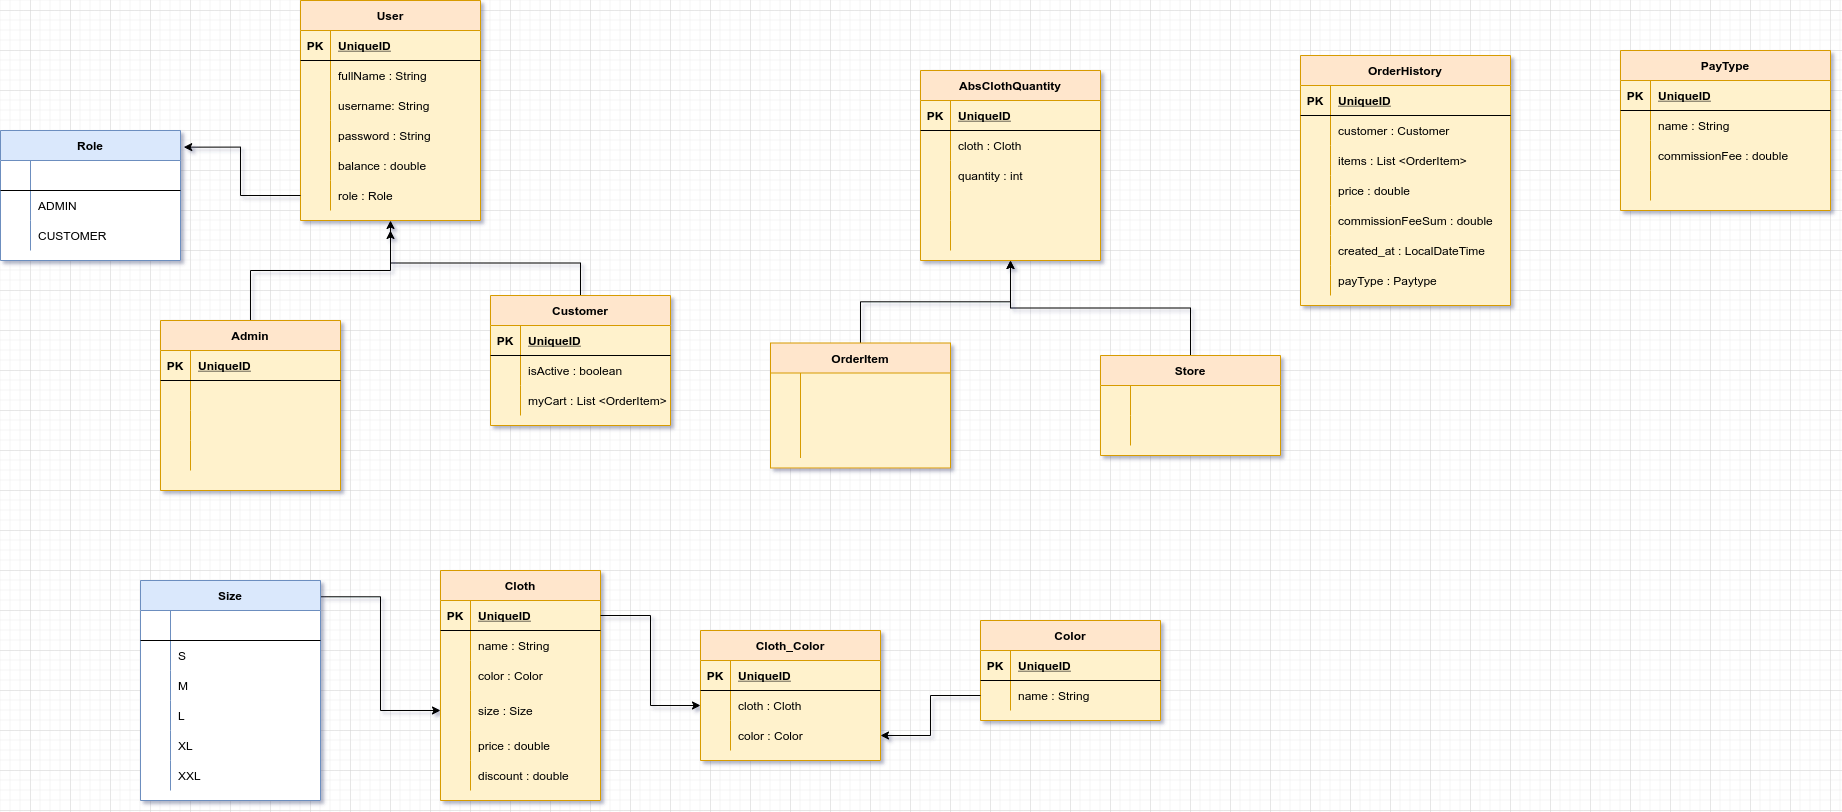 User
PK UniqueID
fullName : String
username: String
password : String
balance : double
role : Role
Role
ADMIN
CUSTOMER
Admin
PK UniqueID
Customer
PK UniqueID
isActive : boolean
myCart : List <OrderItem>
AbsClothQuantity
PK UniqueID
cloth : Cloth
quantity : int
OrderItem
Store
OrderHistory
PK UniqueID
customer : Customer
items : List <OrderItem>
price : double
commissionFeeSum : double
created_at : LocalDateTime
payType : Paytype
PayType
PK UniqueID
name : String
commissionFee : double
Size
S
M
L
XL
XXL
Cloth
PK UniqueID
name : String
color : Color
size : Size
price : double
discount : double
Cloth_Color
PK UniqueID
cloth : Cloth
color : Color
Color
PK UniqueID
name : String